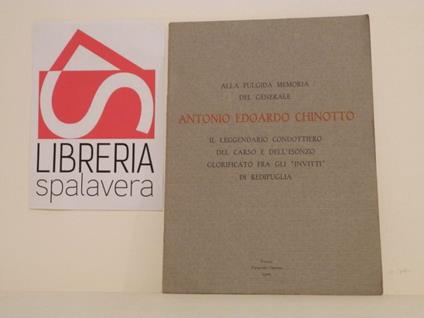 LIBRERIA
spalavera
ALLA FULGIDA MEMORIA
DEL GENERALE
ANTONIO EDOARDO CHINOTTO
IL LEGGENDARIO CONDOTTIERO
DEL CARSO E DELL'ISONZO
GLORIFICATO FRA GLI "INVITTI"
DI REDIPUGLIA